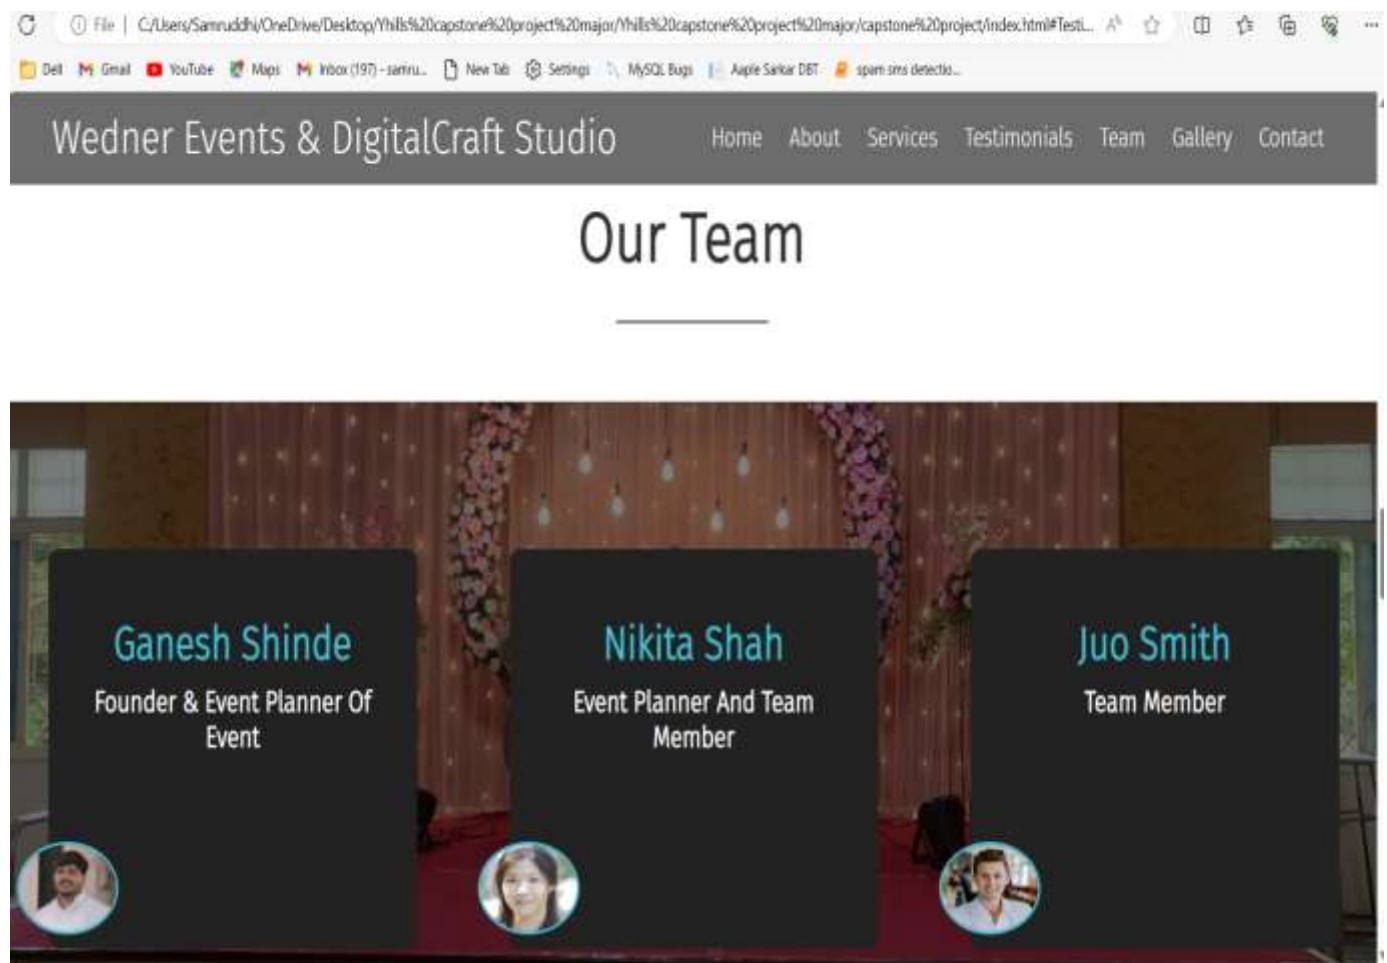 File | C:/Users/Samruddhi/OneDrive/Desktop/Yhills%20capstone%20project%20major/Yhills%20capstone%20project%20major/capstone%20project/index.html#Testi...
Dell Gmail YouTube Maps Inbox (197) - samru... New Tab Settings MySQL Bugs Aaple Sarkar DBT spam sms detectio...
Wedner Events & DigitalCraft Studio Home About Services Testimonials Team Gallery Contact
Our Team
Ganesh Shinde
Founder & Event Planner Of
Event
Nikita Shah
Event Planner And Team
Member
Juo Smith
Team Member